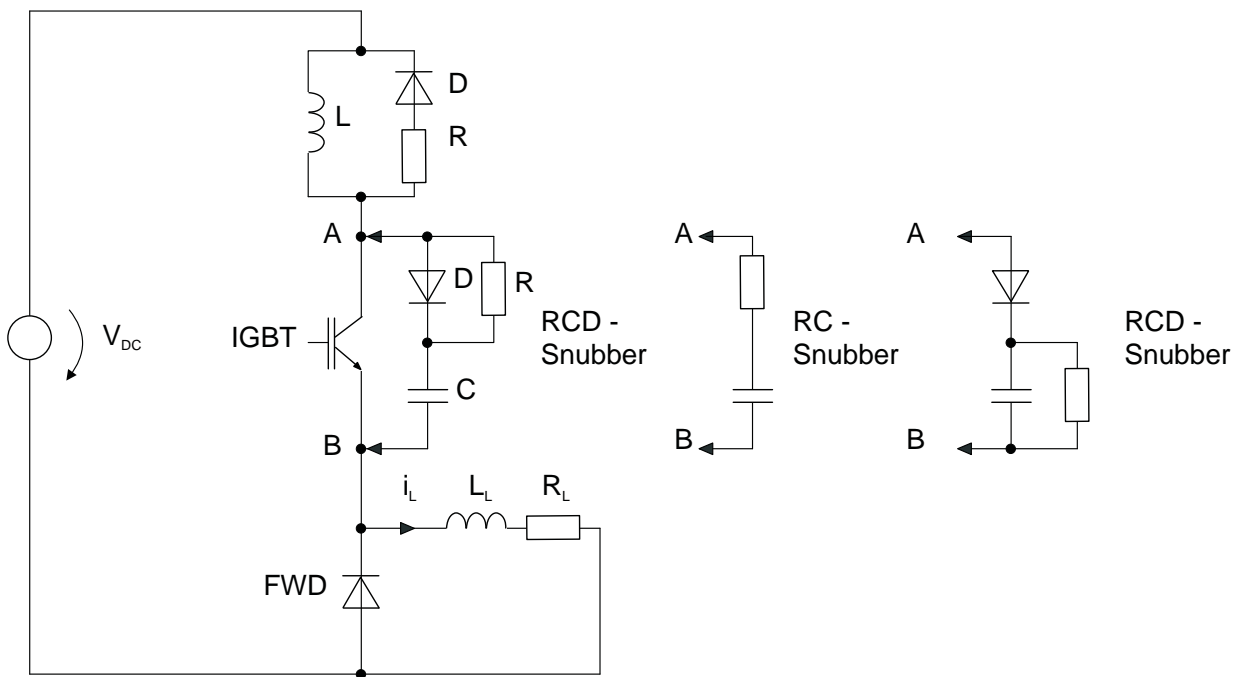 D
L
R
A
D
R
IGBT
C
B
RCD -
Snubber
A
RC -
Snubber
B
A
RCD -
Snubber
B
V_DC
i_L
L_L
R_L
FWD